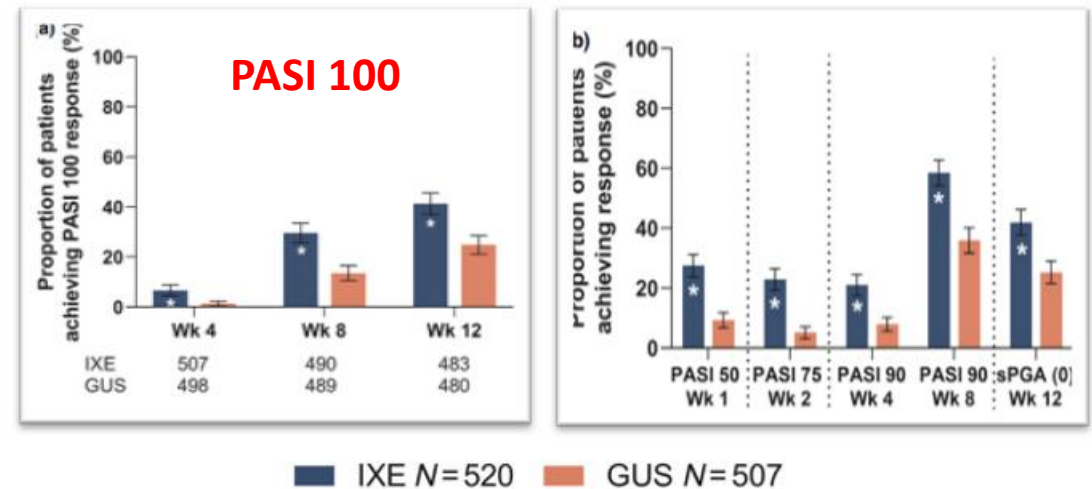 a)
Proportion of patients
achieving PASI 100 response (%)
PASI 100
100
80
60
40
20
0
Wk 4 Wk 8 Wk 12
IXE 507 490 483
GUS 498 489 480
b)
Proportion of patients
achieving response (%)
100
80
60
40
20
0
PASI 50 PASI 75 PASI 90 PASI 90 sPGA (0)
Wk 1 Wk 2 Wk 4 Wk 8 Wk 12
IXE N=520 GUS N=507